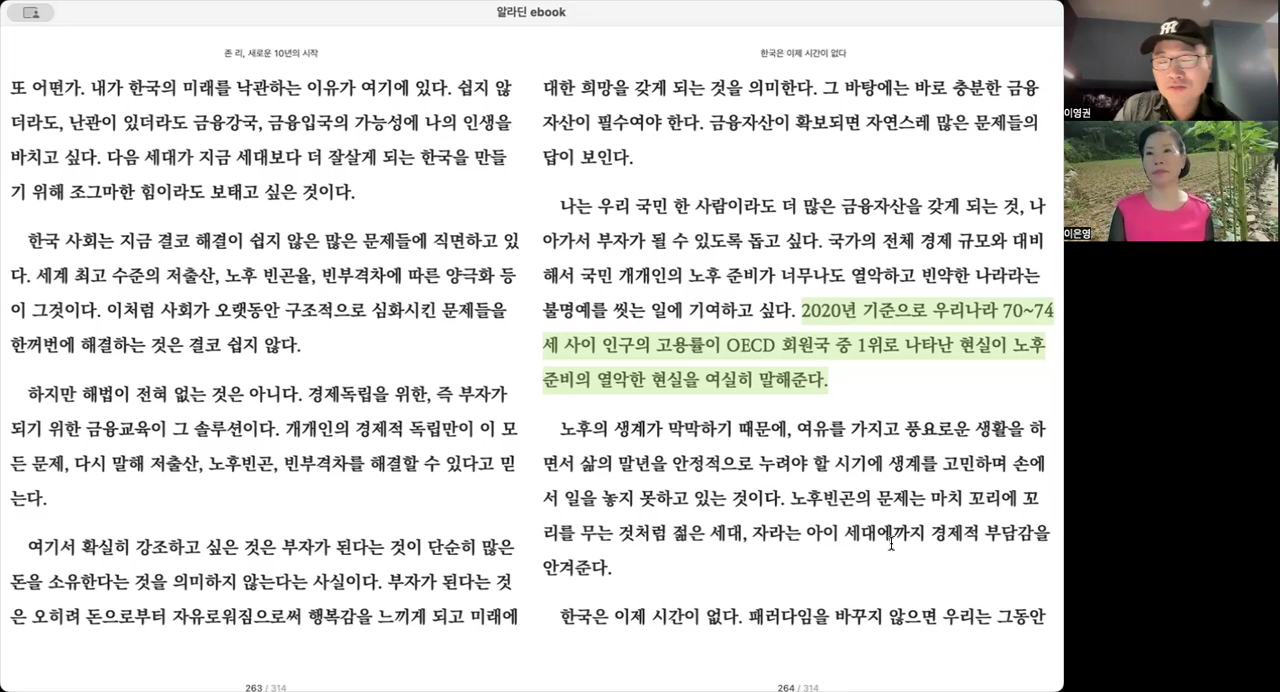 알라딘 ebook
존 리, 새로운 10년의 시작
또 어떤가. 내가 한국의 미래를 낙관하는 이유가 여기에 있다. 쉽지 않
더라도, 난관이 있더라도 금융강국, 금융입국의 가능성에 나의 인생을
바치고 싶다. 다음 세대가 지금 세대보다 더 잘살게 되는 한국을 만들
기 위해 조그마한 힘이라도 보태고 싶은 것이다.
한국 사회는 지금 결코 해결이 쉽지 않은 많은 문제들에 직면하고 있
다. 세계 최고 수준의 저출산, 노후 빈곤율, 빈부격차에 따른 양극화 등
이 그것이다. 이처럼 사회가 오랫동안 구조적으로 심화시킨 문제들을
한꺼번에 해결하는 것은 결코 쉽지 않다.
하지만 해법이 전혀 없는 것은 아니다. 경제독립을 위한, 즉 부자가
되기 위한 금융교육이 그 솔루션이다. 개개인의 경제적 독립만이 이 모
든 문제, 다시 말해 저출산, 노후빈곤, 빈부격차를 해결할 수 있다고 믿
는다.
여기서 확실히 강조하고 싶은 것은 부자가 된다는 것이 단순히 많은
돈을 소유한다는 것을 의미하지 않는다는 사실이다. 부자가 된다는 것
은 오히려 돈으로부터 자유로워짐으로써 행복감을 느끼게 되고 미래에
263 / 314
한국은 이제 시간이 없다
대한 희망을 갖게 되는 것을 의미한다. 그 바탕에는 바로 충분한 금융
자산이 필수여야 한다. 금융자산이 확보되면 자연스레 많은 문제들의
답이 보인다.
나는 우리 국민 한 사람이라도 더 많은 금융자산을 갖게 되는 것, 나
아가서 부자가 될 수 있도록 돕고 싶다. 국가의 전체 경제 규모와 대비
해서 국민 개개인의 노후 준비가 너무나도 열악하고 빈약한 나라라는
불명예를 씻는 일에 기여하고 싶다. 2020년 기준으로 우리나라 70~74
세 사이 인구의 고용률이 OECD 회원국 중 1위로 나타난 현실이 노후
준비의 열악한 현실을 여실히 말해준다.
노후의 생계가 막막하기 때문에, 여유를 가지고 풍요로운 생활을 하
면서 삶의 말년을 안정적으로 누려야 할 시기에 생계를 고민하며 손에
서 일을 놓지 못하고 있는 것이다. 노후빈곤의 문제는 마치 꼬리에 꼬
리를 무는 것처럼 젊은 세대, 자라는 아이 세대에까지 경제적 부담감을
안겨준다.
한국은 이제 시간이 없다. 패러다임을 바꾸지 않으면 우리는 그동안
264 / 314
이영권
이은영